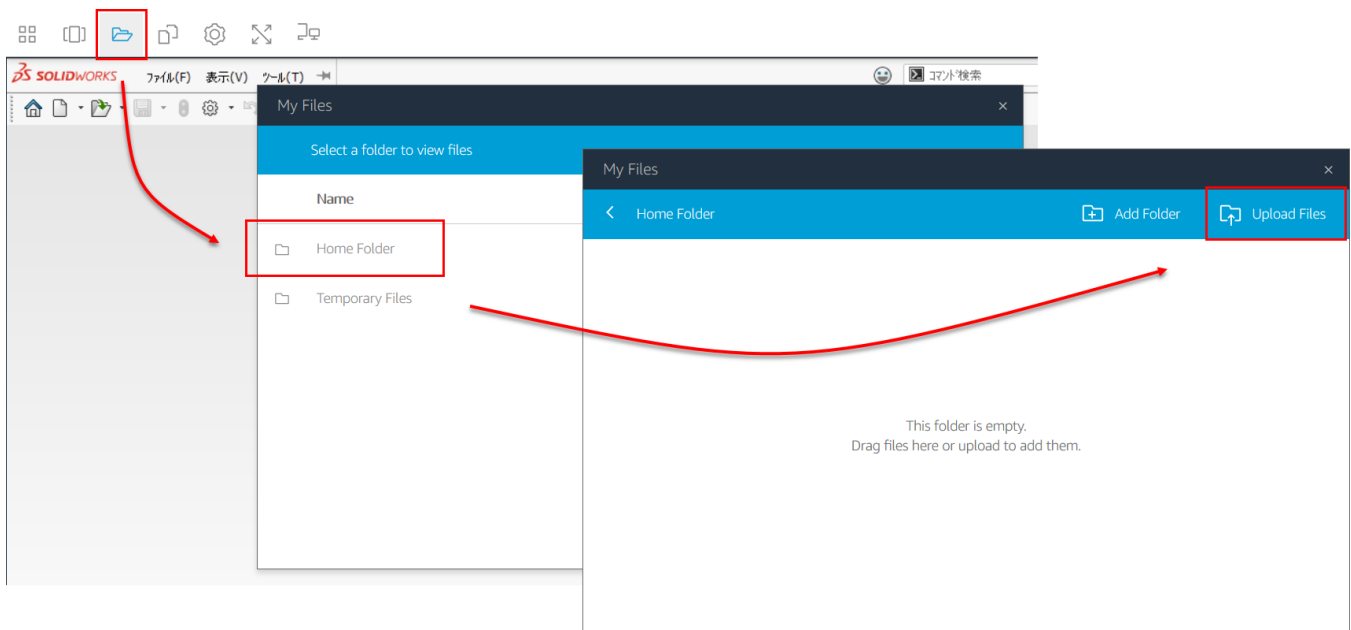 SOLIDWORKS ファイル(F) 表示(V) ツール(T) コマンド検索
My Files
Select a folder to view files
Name
Home Folder
Temporary Files
My Files
Home Folder Add Folder Upload Files
This folder is empty.
Drag files here or upload to add them.